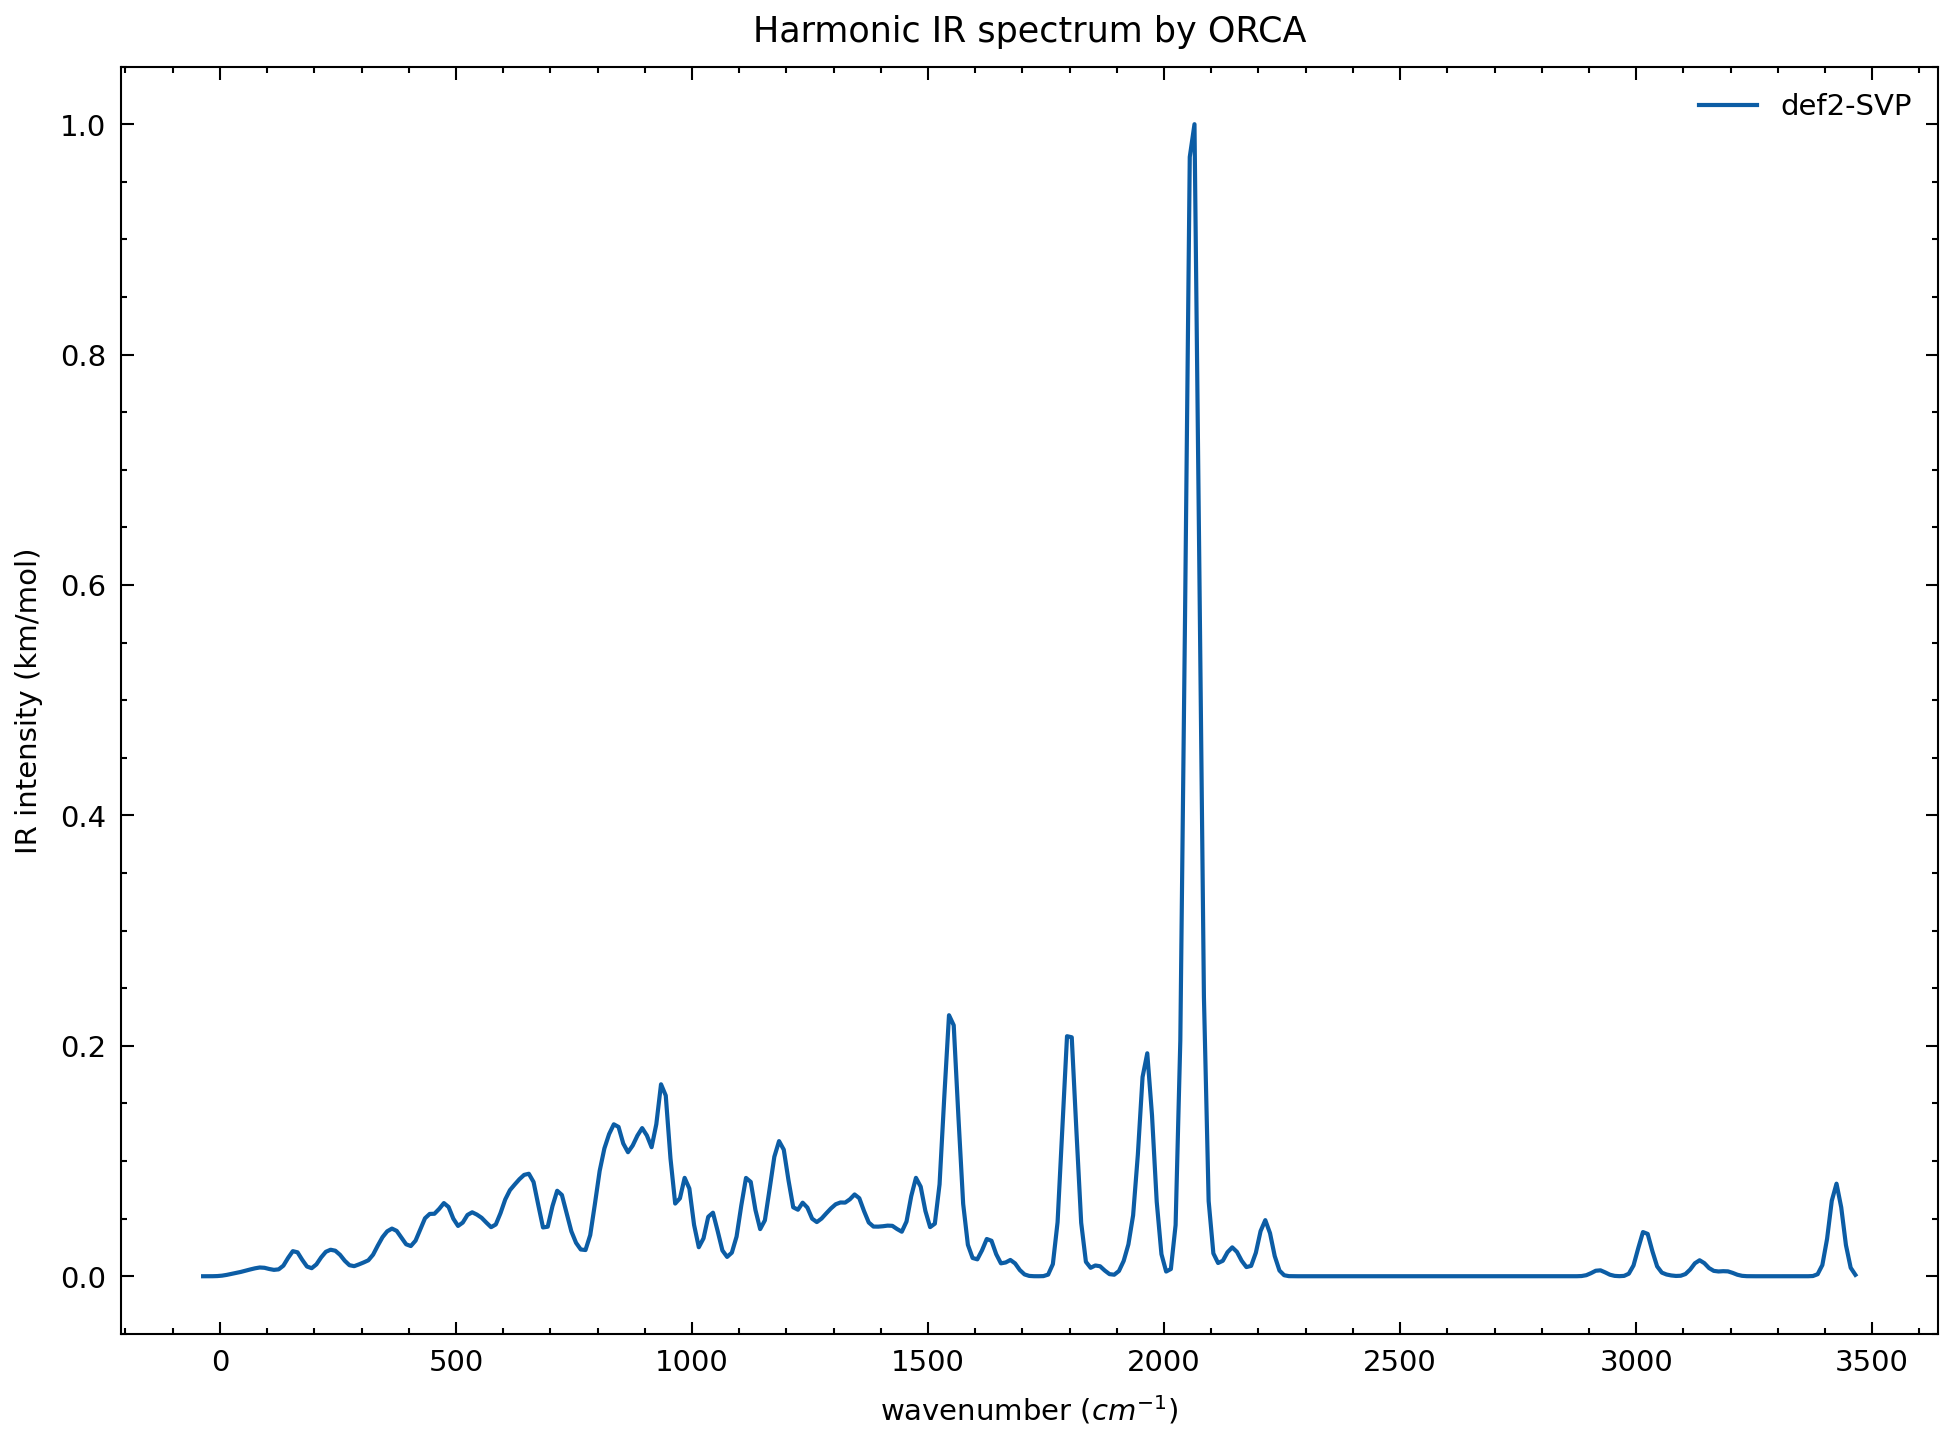 Harmonic IR spectrum by ORCA
def2-SVP
1.0
0.8
0.6
0.4
0.2
0.0
IR intensity (km/mol)
0 500 1000 1500 2000 2500 3000 3500
wavenumber (cm⁻¹)